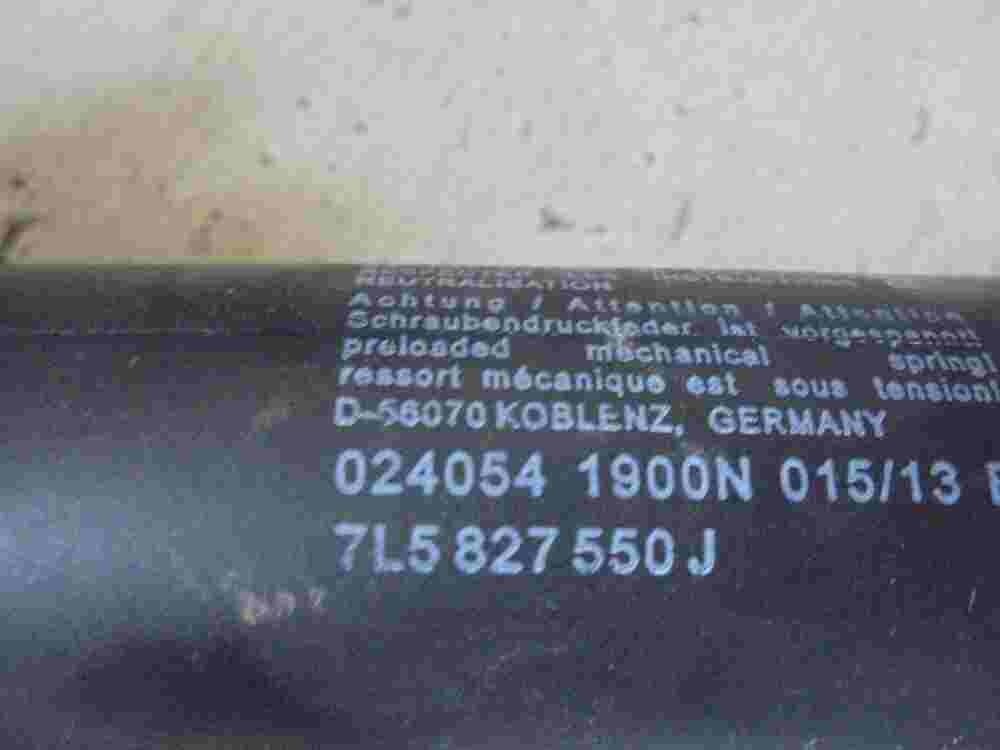 NEUTRALISATION
Achtung / Attention / Attention
Schraubendruckfeder ist vorgespannt!
preloaded mechanical spring!
ressort mécanique est sous tension!
D-56070 KOBLENZ, GERMANY
024054 1900N 015/13
7L5 827 550 J